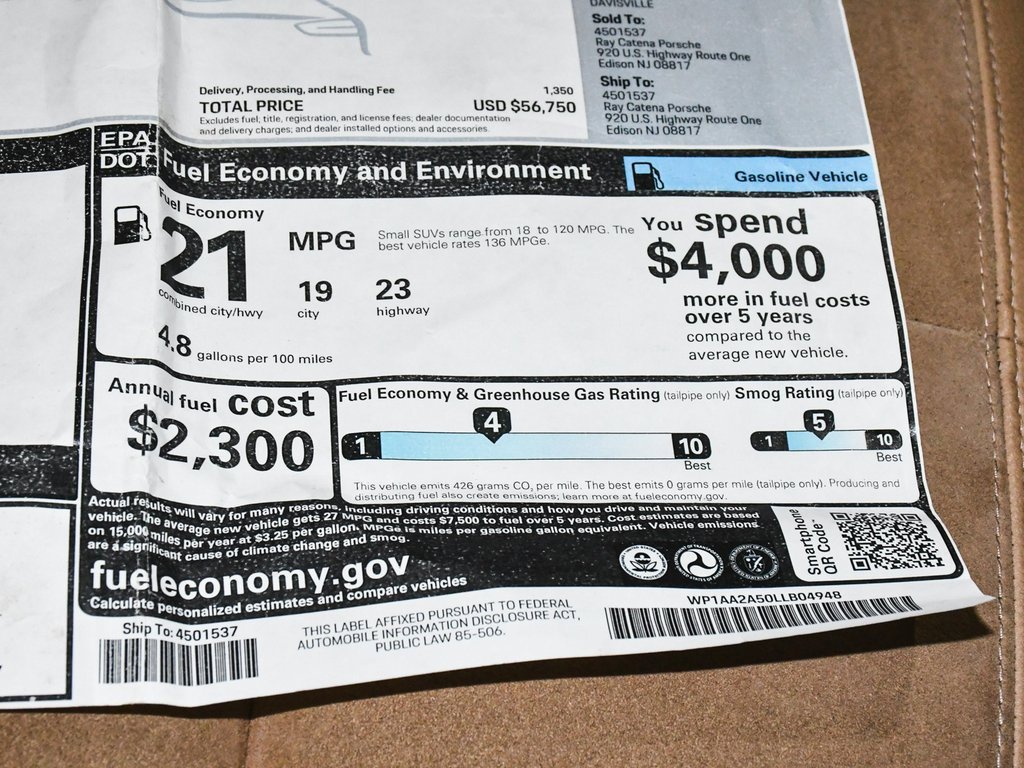 DAVISVILLE
Sold To:
4501537
Ray Catena Porsche
920 U.S. Highway Route One
Edison NJ 08817
Ship To:
4501537
Ray Catena Porsche
920 U.S. Highway Route One
Edison NJ 08817
Delivery, Processing, and Handling Fee 1,350
TOTAL PRICE USD $56,750
Excludes fuel, title, registration, and license fees; dealer documentation
and delivery charges; and dealer installed options and accessories.
EPA
DOT
Fuel Economy and Environment
Gasoline Vehicle
Fuel Economy
21
MPG
combined city/hwy
19
city
23
highway
4.8 gallons per 100 miles
Small SUVs range from 18 to 120 MPG. The
best vehicle rates 136 MPGe.
You spend
$4,000
more in fuel costs
over 5 years
compared to the
average new vehicle.
Annual fuel cost
$2,300
Fuel Economy & Greenhouse Gas Rating (tailpipe only)
4
1
10
Best
Smog Rating (tailpipe only)
5
1
10
Best
This vehicle emits 426 grams CO2 per mile. The best emits 0 grams per mile (tailpipe only). Producing and
distributing fuel also create emissions; learn more at fueleconomy.gov.
Actual results will vary for many reasons, including driving conditions and how you drive and maintain your
vehicle. The average new vehicle gets 27 MPG and costs $7,500 to fuel over 5 years. Cost estimates are based
on 15,000 miles per year at $3.25 per gallon. MPGe is miles per gasoline gallon equivalent. Vehicle emissions
are a significant cause of climate change and smog.
fueleconomy.gov
Calculate personalized estimates and compare vehicles
Smartphone
QR Code™
Ship To: 4501537
THIS LABEL AFFIXED PURSUANT TO FEDERAL
AUTOMOBILE INFORMATION DISCLOSURE ACT,
PUBLIC LAW 85-506.
WP1AA2A50LLB04948